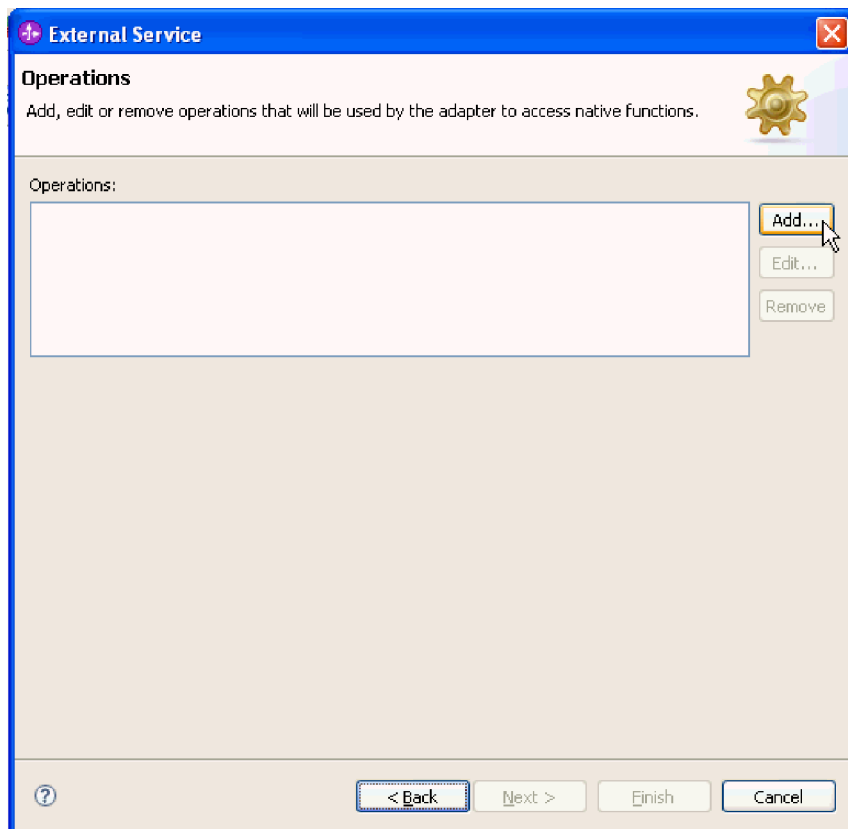 External Service
Operations
Add, edit or remove operations that will be used by the adapter to access native functions.
Operations:
Add...
Edit...
Remove
?
< Back
Next >
Finish
Cancel